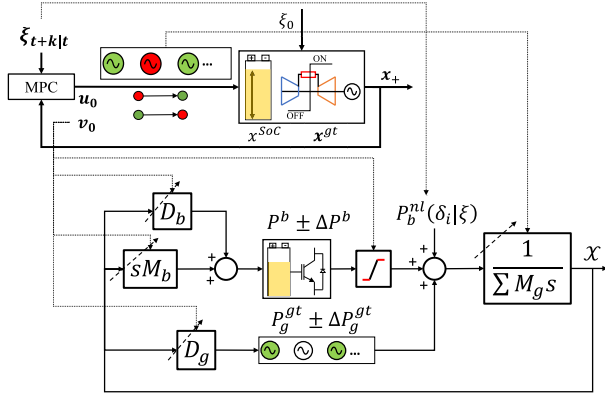 ξ_{t+k|t}
ξ_0
MPC
u_0
v_0
...
ON
OFF
x^{SoC}
x^{gt}
x_+
D_b
sM_b
D_g
P^b ± ΔP^b
P_g^{gt} ± ΔP_g^{gt}
...
P_b^{nl}(δ_i|ξ)
+
+
+
+
+
1
∑ M_g s
χ